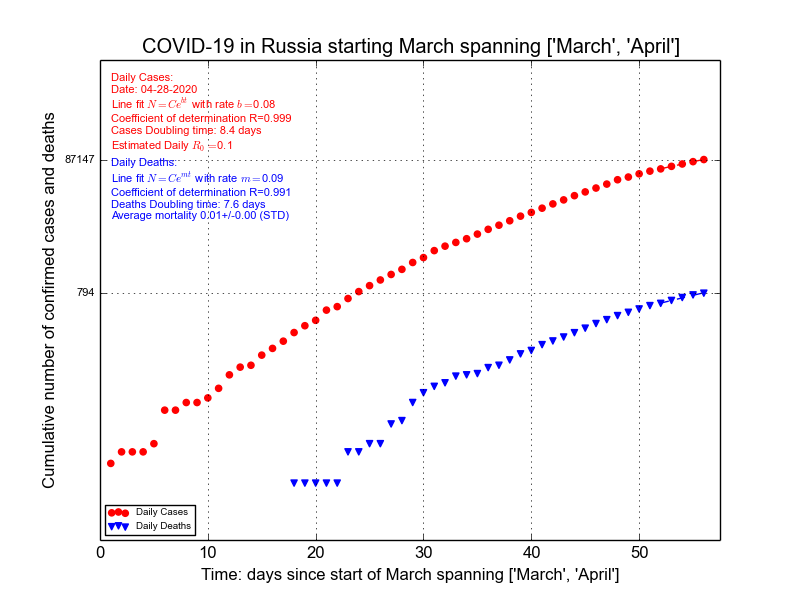 COVID-19 in Russia starting March spanning ['March', 'April']
Daily Cases:
Date: 04-28-2020
Line fit N = Ce^{bt} with rate b =0.08
Coefficient of determination R=0.999
Cases Doubling time: 8.4 days
Estimated Daily R_0 =0.1
Daily Deaths:
Line fit N = Ce^{mt} with rate m =0.09
Coefficient of determination R=0.991
Deaths Doubling time: 7.6 days
Average mortality 0.01+/-0.00 (STD)
87147
794
Cumulative number of confirmed cases and deaths
Daily Cases
Daily Deaths
0 10 20 30 40 50
Time: days since start of March spanning ['March', 'April']